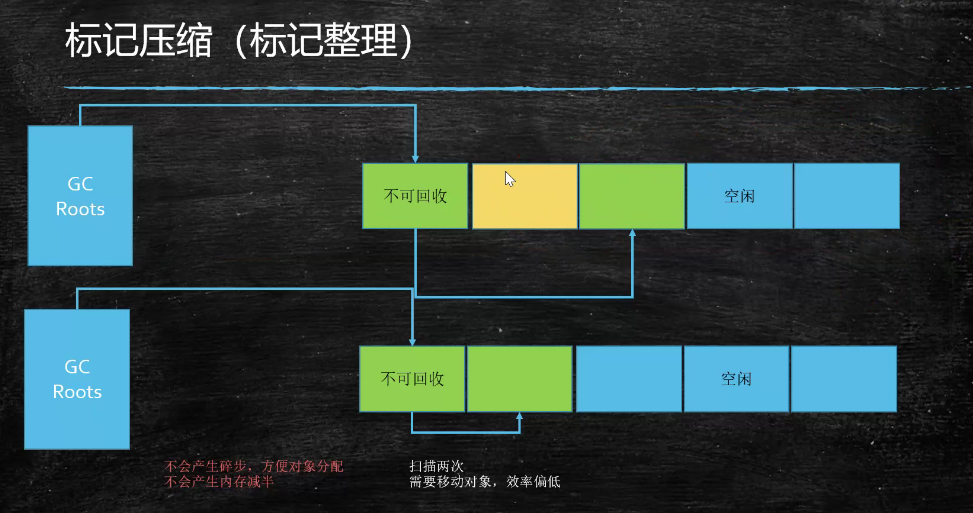 标记压缩（标记整理）
GC
Roots
不可回收
空闲
GC
Roots
不可回收
空闲
不会产生碎步，方便对象分配
不会产生内存减半
扫描两次
需要移动对象，效率偏低